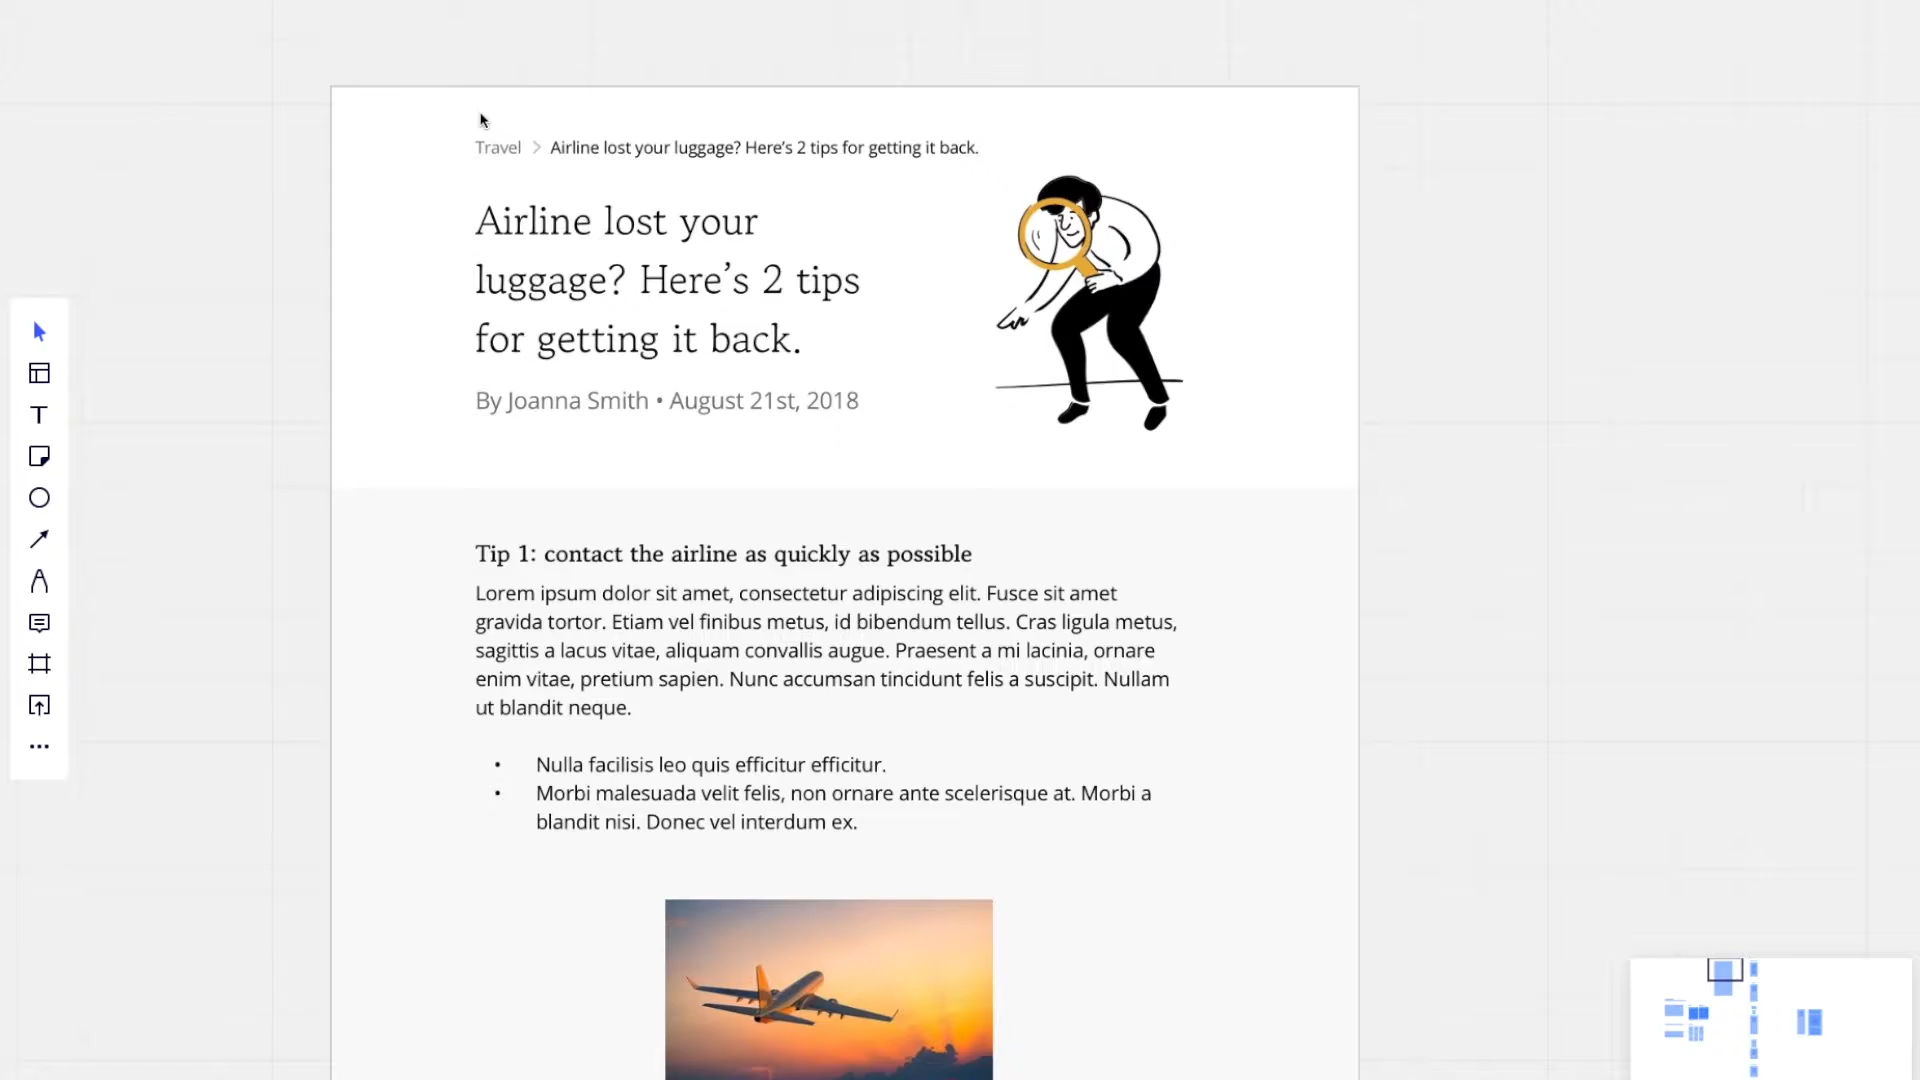 Travel > Airline lost your luggage? Here’s 2 tips for getting it back.
Airline lost your
luggage? Here’s 2 tips
for getting it back.
By Joanna Smith • August 21st, 2018
Tip 1: contact the airline as quickly as possible
Lorem ipsum dolor sit amet, consectetur adipiscing elit. Fusce sit amet
gravida tortor. Etiam vel finibus metus, id bibendum tellus. Cras ligula metus,
sagittis a lacus vitae, aliquam convallis augue. Praesent a mi lacinia, ornare
enim vitae, pretium sapien. Nunc accumsan tincidunt felis a suscipit. Nullam
ut blandit neque.
• Nulla facilisis leo quis efficitur efficitur.
• Morbi malesuada velit felis, non ornare ante scelerisque at. Morbi a
blandit nisi. Donec vel interdum ex.